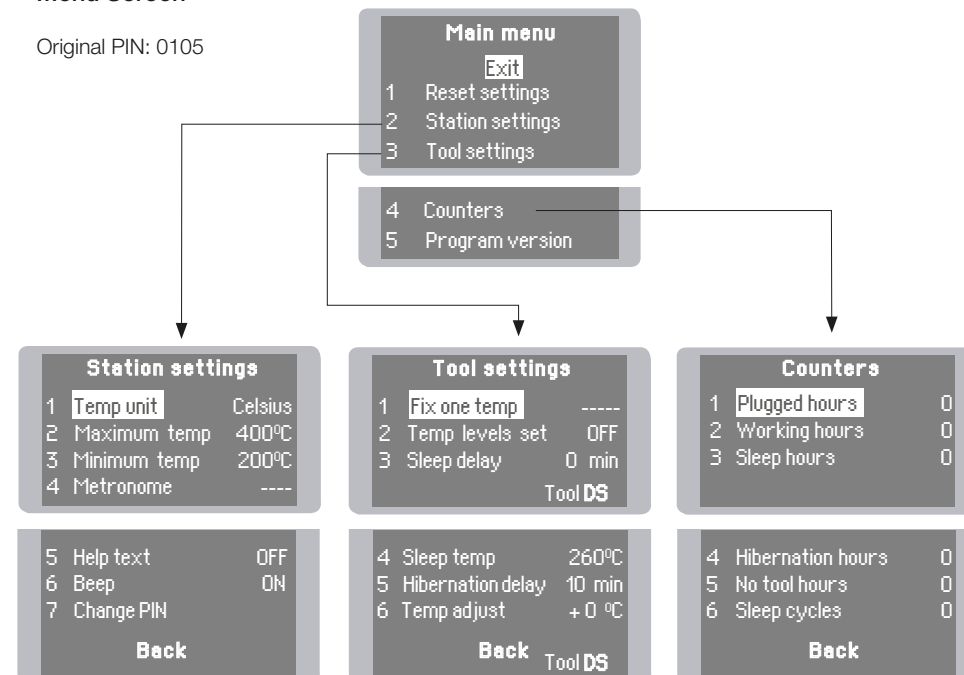 Original PIN: 0105
Main menu
Exit
1 Reset settings
2 Station settings
3 Tool settings
4 Counters
5 Program version
Station settings
1 Temp unit Celsius
2 Maximum temp 400ºC
3 Minimum temp 200ºC
4 Metronome ----
5 Help text OFF
6 Beep ON
7 Change PIN
Back
Tool settings
1 Fix one temp -----
2 Temp levels set OFF
3 Sleep delay 0 min
Tool DS
4 Sleep temp 260ºC
5 Hibernation delay 10 min
6 Temp adjust +0 ºC
Back
Tool DS
Counters
1 Plugged hours 0
2 Working hours 0
3 Sleep hours 0
4 Hibernation hours 0
5 No tool hours 0
6 Sleep cycles 0
Back